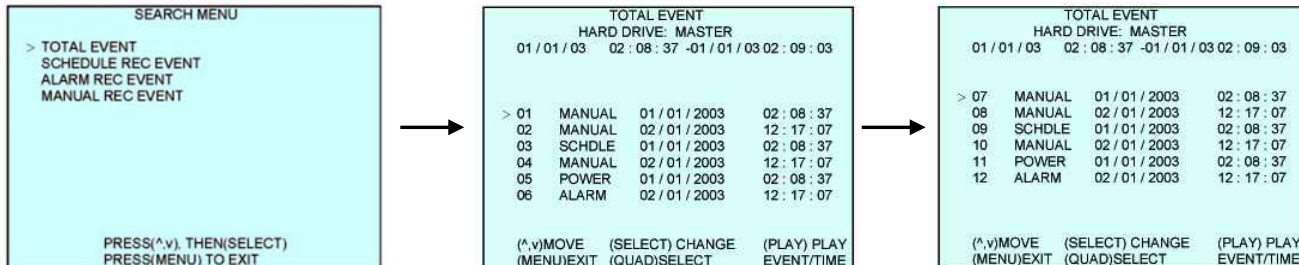 SEARCH MENU
> TOTAL EVENT
SCHEDULE REC EVENT
ALARM REC EVENT
MANUAL REC EVENT
PRESS(^,v), THEN(SELECT)
PRESS(MENU) TO EXIT
TOTAL EVENT
HARD DRIVE: MASTER
01 / 01 / 03 02 : 08 : 37 -01 / 01 / 03 02 : 09 : 03
> 01 MANUAL 01 / 01 / 2003 02 : 08 : 37
02 MANUAL 02 / 01 / 2003 12 : 17 : 07
03 SCHDLE 01 / 01 / 2003 02 : 08 : 37
04 MANUAL 02 / 01 / 2003 12 : 17 : 07
05 POWER 01 / 01 / 2003 02 : 08 : 37
06 ALARM 02 / 01 / 2003 12 : 17 : 07
(^,v)MOVE (SELECT) CHANGE (PLAY) PLAY
(MENU)EXIT (QUAD)SELECT EVENT/TIME
TOTAL EVENT
HARD DRIVE: MASTER
01 / 01 / 03 02 : 08 : 37 -01 / 01 / 03 02 : 09 : 03
> 07 MANUAL 01 / 01 / 2003 02 : 08 : 37
08 MANUAL 02 / 01 / 2003 12 : 17 : 07
09 SCHDLE 01 / 01 / 2003 02 : 08 : 37
10 MANUAL 02 / 01 / 2003 12 : 17 : 07
11 POWER 01 / 01 / 2003 02 : 08 : 37
12 ALARM 02 / 01 / 2003 12 : 17 : 07
(^,v)MOVE (SELECT) CHANGE (PLAY) PLAY
(MENU)EXIT (QUAD)SELECT EVENT/TIME